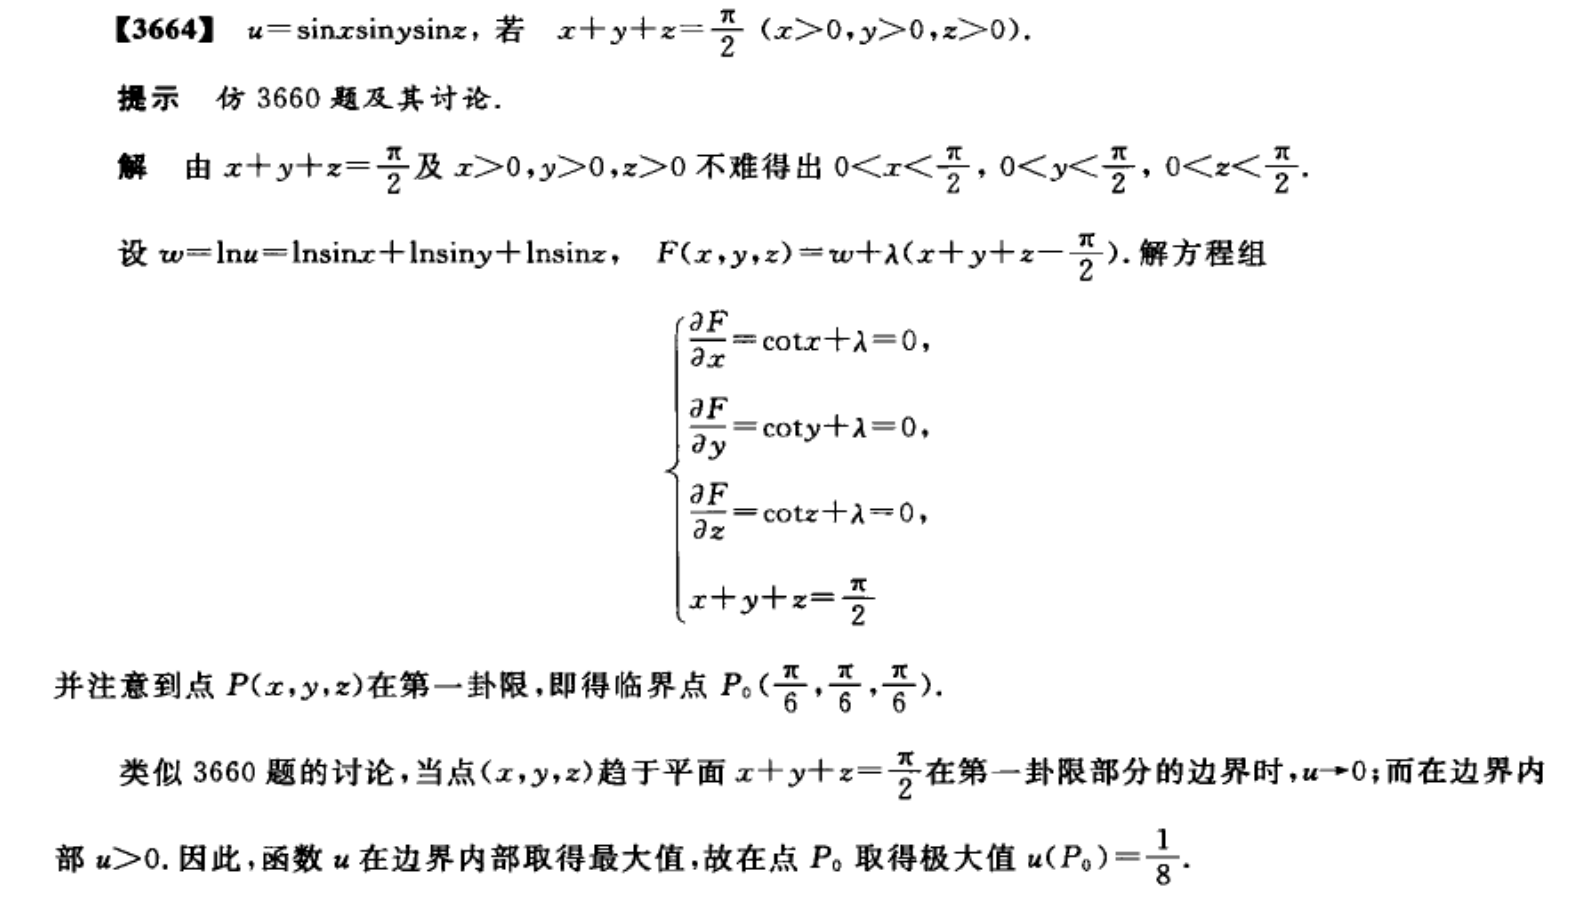 【3664】 u=sinxsinysinz, 若 x+y+z=π/2 (x>0,y>0,z>0).
提示 仿 3660 题及其讨论.
解 由 x+y+z=π/2 及 x>0,y>0,z>0 不难得出 0<x<π/2, 0<y<π/2, 0<z<π/2.
设 w=lnu=lnsinx+lnsiny+lnsinz, F(x,y,z)=w+λ(x+y+z-π/2).解方程组
∂F/∂x=cotx+λ=0,
∂F/∂y=coty+λ=0,
∂F/∂z=cotz+λ=0,
x+y+z=π/2
并注意到点 P(x,y,z)在第一卦限,即得临界点 P₀(π/6,π/6,π/6).
类似 3660 题的讨论,当点(x,y,z)趋于平面 x+y+z=π/2 在第一卦限部分的边界时,u→0;而在边界内
部 u>0.因此,函数 u 在边界内部取得最大值,故在点 P₀ 取得极大值 u(P₀)=1/8.